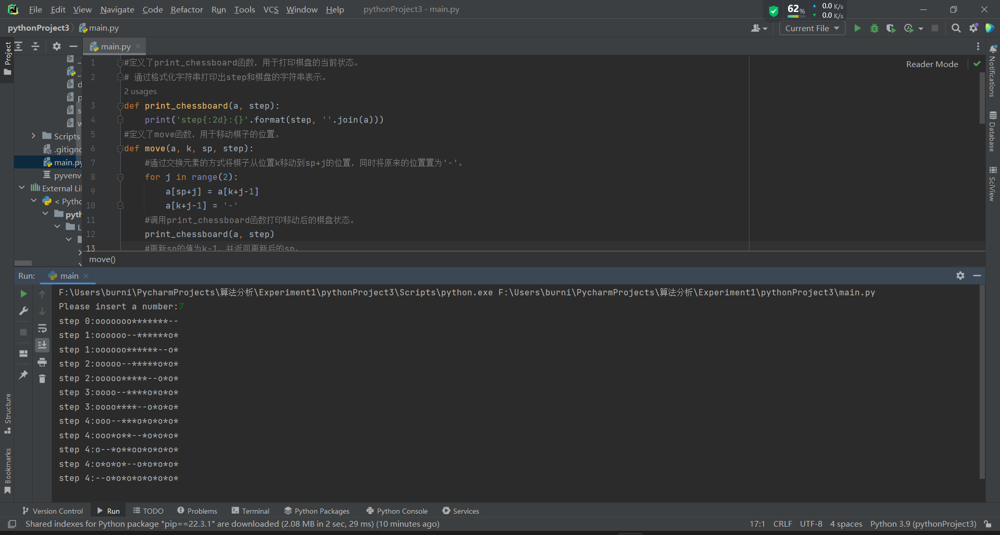 File Edit View Navigate Code Refactor Run Tools VCS Window Help pythonProject3 - main.py
62% 0.0 K/s
0.0 K/s
pythonProject3 main.py
Current File
Project
main.py
Reader Mode
1 #定义了print_chessboard函数，用于打印棋盘的当前状态。
2 # 通过格式化字符串打印出step和棋盘的字符串表示。
2 usages
3 def print_chessboard(a, step):
4 print('step{:2d}:{}'.format(step, ''.join(a)))
5 #定义了move函数，用于移动棋子的位置。
6 def move(a, k, sp, step):
7 #通过交换元素的方式将棋子从位置k移动到sp+j的位置，同时将原来的位置置为'-'。
8 for j in range(2):
9 a[sp+j] = a[k+j-1]
10 a[k+j-1] = '-'
11 #调用print_chessboard函数打印移动后的棋盘状态。
12 print_chessboard(a, step)
13 #更新sp的值为k-1，并返回更新后的sp。
move()
d
p
s
w
Scripts
.gitigno
main.py
pyvenv
External Lib
< Pytho
pyth
L
Notifications
Database
SciView
Run: main
F:\Users\burni\PycharmProjects\算法分析\Experiment1\pythonProject3\Scripts\python.exe F:\Users\burni\PycharmProjects\算法分析\Experiment1\pythonProject3\main.py
Please insert a number:7
step 0:ooooooo*******--
step 1:oooooo--******o*
step 1:oooooo******--o*
step 2:ooooo--*****o*o*
step 2:ooooo*****--o*o*
step 3:oooo--****o*o*o*
step 3:oooo****--o*o*o*
step 4:ooo--***o*o*o*o*
step 4:ooo*o**--*o*o*o*
step 4:o--*o**oo*o*o*o*
step 4:o*o*o*--o*o*o*o*
step 4:--o*o*o*o*o*o*o*
Structure
Bookmarks
Version Control Run TODO Problems Terminal Python Packages Python Console Services
Shared indexes for Python package "pip==22.3.1" are downloaded (2.08 MB in 2 sec, 29 ms) (10 minutes ago) 17:1 CRLF UTF-8 4 spaces Python 3.9 (pythonProject3)